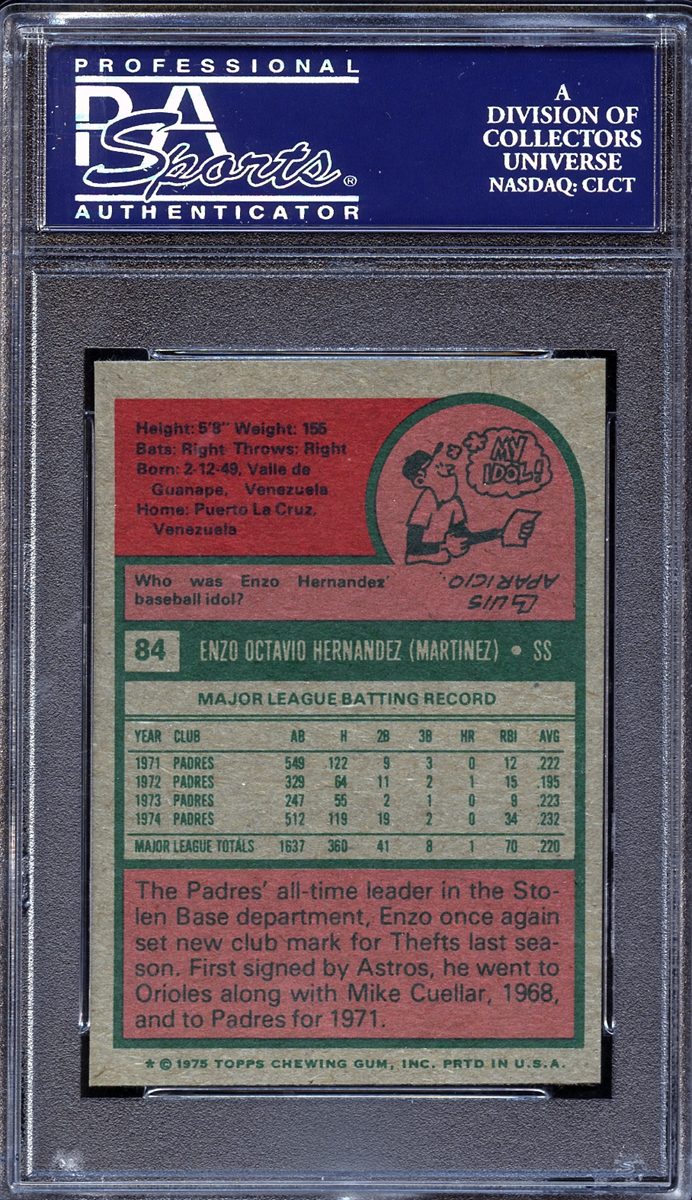 PROFESSIONAL
PSA
Sports®
AUTHENTICATOR
A
DIVISION OF
COLLECTORS
UNIVERSE
NASDAQ: CLCT
Height: 5'8" Weight: 155
Bats: Right Throws: Right
Born: 2-12-49, Valle de
Guanape, Venezuela
Home: Puerto La Cruz,
Venezuela
MY
IDOL!
Who was Enzo Hernandez'
baseball idol?
LUIS
APARICIO
84 ENZO OCTAVIO HERNANDEZ (MARTINEZ) • SS
MAJOR LEAGUE BATTING RECORD
YEAR CLUB AB H 2B 3B HR RBI AVG
1971 PADRES 549 122 9 3 0 12 .222
1972 PADRES 329 64 11 2 1 15 .195
1973 PADRES 247 55 2 1 0 9 .223
1974 PADRES 512 119 19 2 0 34 .232
MAJOR LEAGUE TOTALS 1637 360 41 8 1 70 .220
The Padres' all-time leader in the Sto-
len Base department, Enzo once again
set new club mark for Thefts last sea-
son. First signed by Astros, he went to
Orioles along with Mike Cuellar, 1968,
and to Padres for 1971.
* © 1975 TOPPS CHEWING GUM, INC. PRTD IN U.S.A.